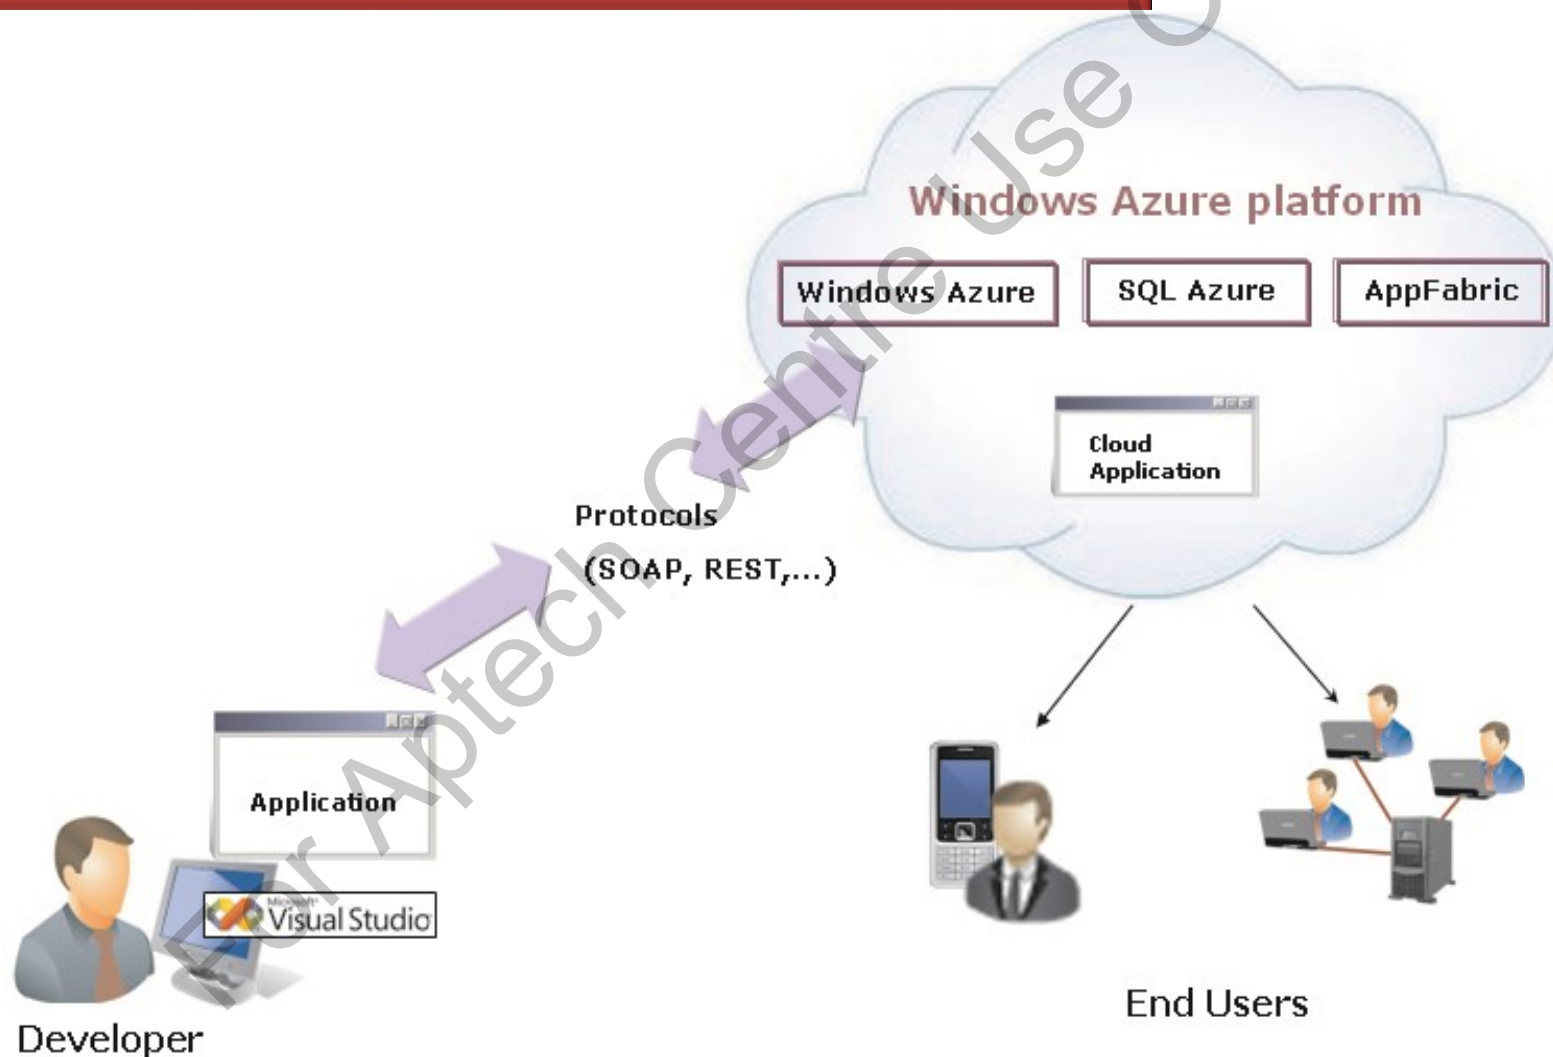 Windows Azure platform
Windows Azure
SQL Azure
AppFabric
Cloud
Application
Protocols
(SOAP, REST,...)
Application
Microsoft
Visual Studio
Developer
End Users
For Aptech Centre Use